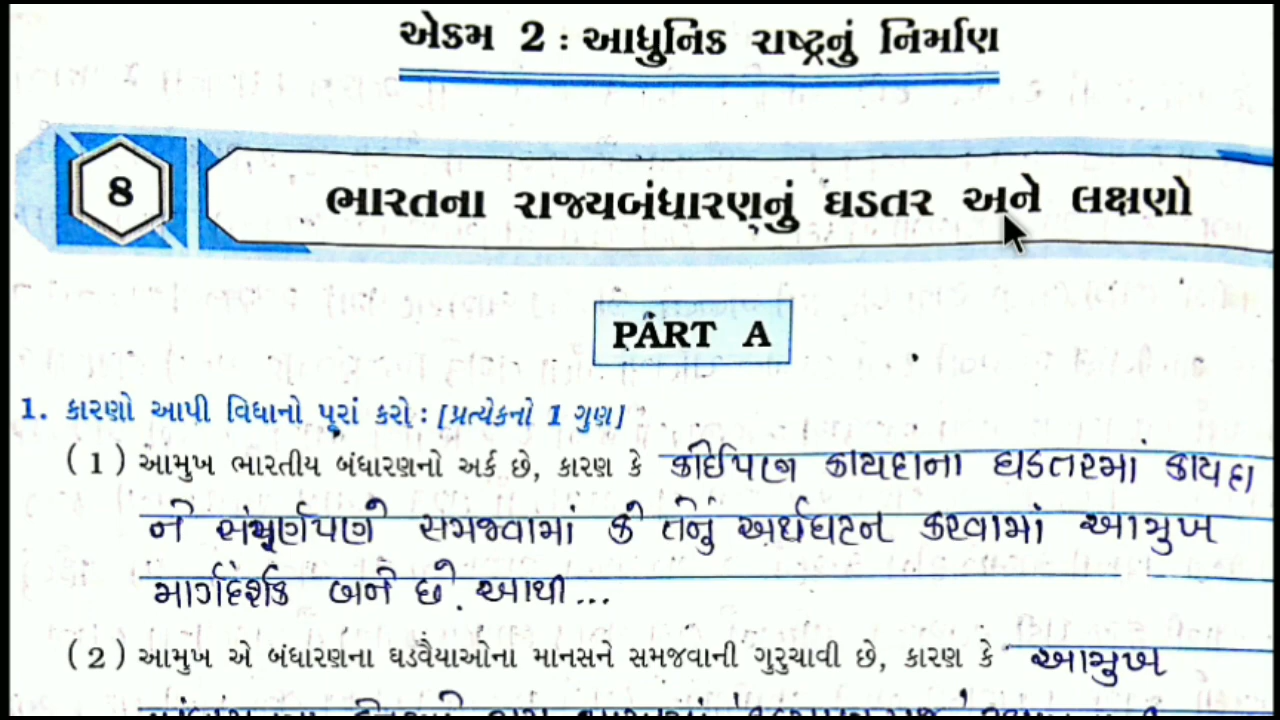 એકમ 2 : આધુનિક રાષ્ટ્રનું નિર્માણ
8
ભારતના રાજ્યબંધારણનું ઘડતર અને લક્ષણો
PART A
1. કારણો આપી વિધાનો પૂરાં કરો : [પ્રત્યેકનો 1 ગુણ]
(1) આમુખ ભારતીય બંધારણનો અર્ક છે, કારણ કે કોઈપણ કાયદાના ઘડતરમાં કાયદા
ને સંપૂર્ણપણે સમજવામાં કે તેનું અર્થઘટન કરવામાં આમુખ
માર્ગદર્શક બને છે. આથી...
(2) આમુખ એ બંધારણના ઘડવૈયાઓના માનસને સમજવાની ગુરુચાવી છે, કારણ કે આમુખ